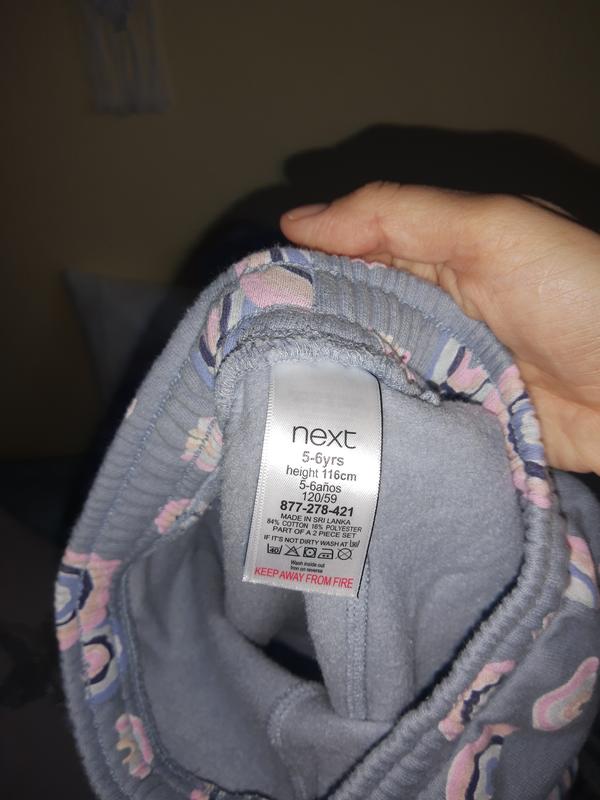 next
5-6yrs
height 116cm
5-6años
120/59
877-278-421
MADE IN SRI LANKA
84% COTTON 16% POLYESTER
PART OF A 2 PIECE SET
IF IT'S NOT DIRTY WASH AT 30
40
Wash inside out
Iron on reverse
KEEP AWAY FROM FIRE